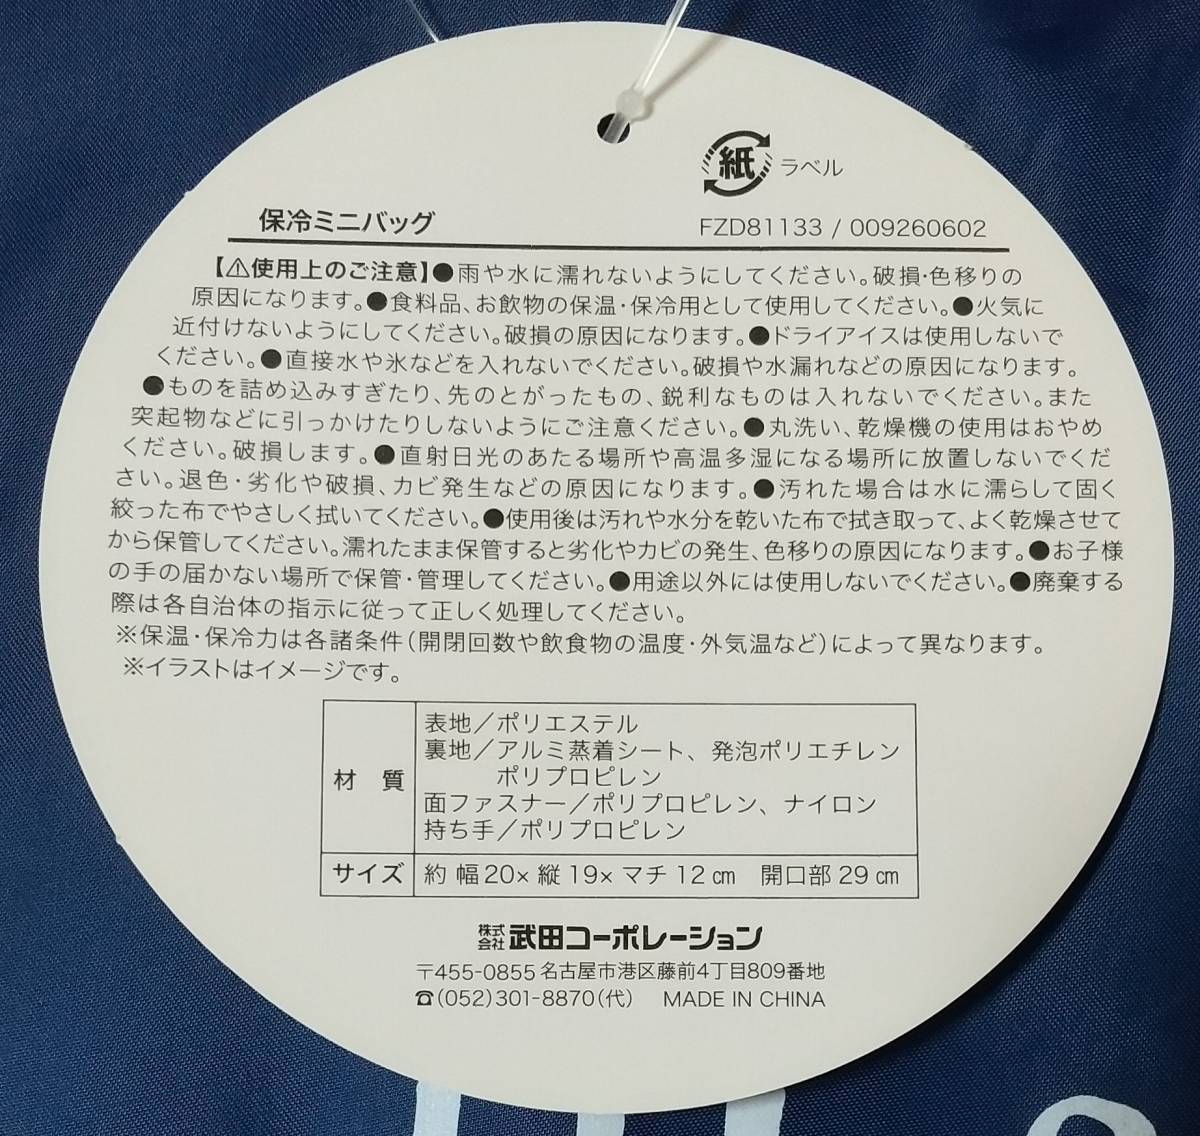 紙 ラベル
保冷ミニバッグ FZD81133 / 009260602
【⚠使用上のご注意】●雨や水に濡れないようにしてください。破損・色移りの
原因になります。●食料品、お飲物の保温・保冷用として使用してください。●火気に
近付けないようにしてください。破損の原因になります。●ドライアイスは使用しないで
ください。●直接水や氷などを入れないでください。破損や水漏れなどの原因になります。
●ものを詰め込みすぎたり、先のとがったもの、鋭利なものは入れないでください。また
突起物などに引っかけたりしないようにご注意ください。●丸洗い、乾燥機の使用はおやめ
ください。破損します。●直射日光のあたる場所や高温多湿になる場所に放置しないでくだ
さい。退色・劣化や破損、カビ発生などの原因になります。●汚れた場合は水に濡らして固く
絞った布でやさしく拭いてください。●使用後は汚れや水分を乾いた布で拭き取って、よく乾燥させて
から保管してください。濡れたまま保管すると劣化やカビの発生、色移りの原因になります。●お子様
の手の届かない場所で保管・管理してください。●用途以外には使用しないでください。●廃棄する
際は各自治体の指示に従って正しく処理してください。
※保温・保冷力は各諸条件(開閉回数や飲食物の温度・外気温など)によって異なります。
※イラストはイメージです。
材 質
表地/ポリエステル
裏地/アルミ蒸着シート、発泡ポリエチレン
ポリプロピレン
面ファスナー/ポリプロピレン、ナイロン
持ち手/ポリプロピレン
サイズ 約 幅20× 縦19× マチ12㎝ 開口部29㎝
株式会社 武田コーポレーション
〒455-0855 名古屋市港区藤前4丁目809番地
☎(052)301-8870(代) MADE IN CHINA